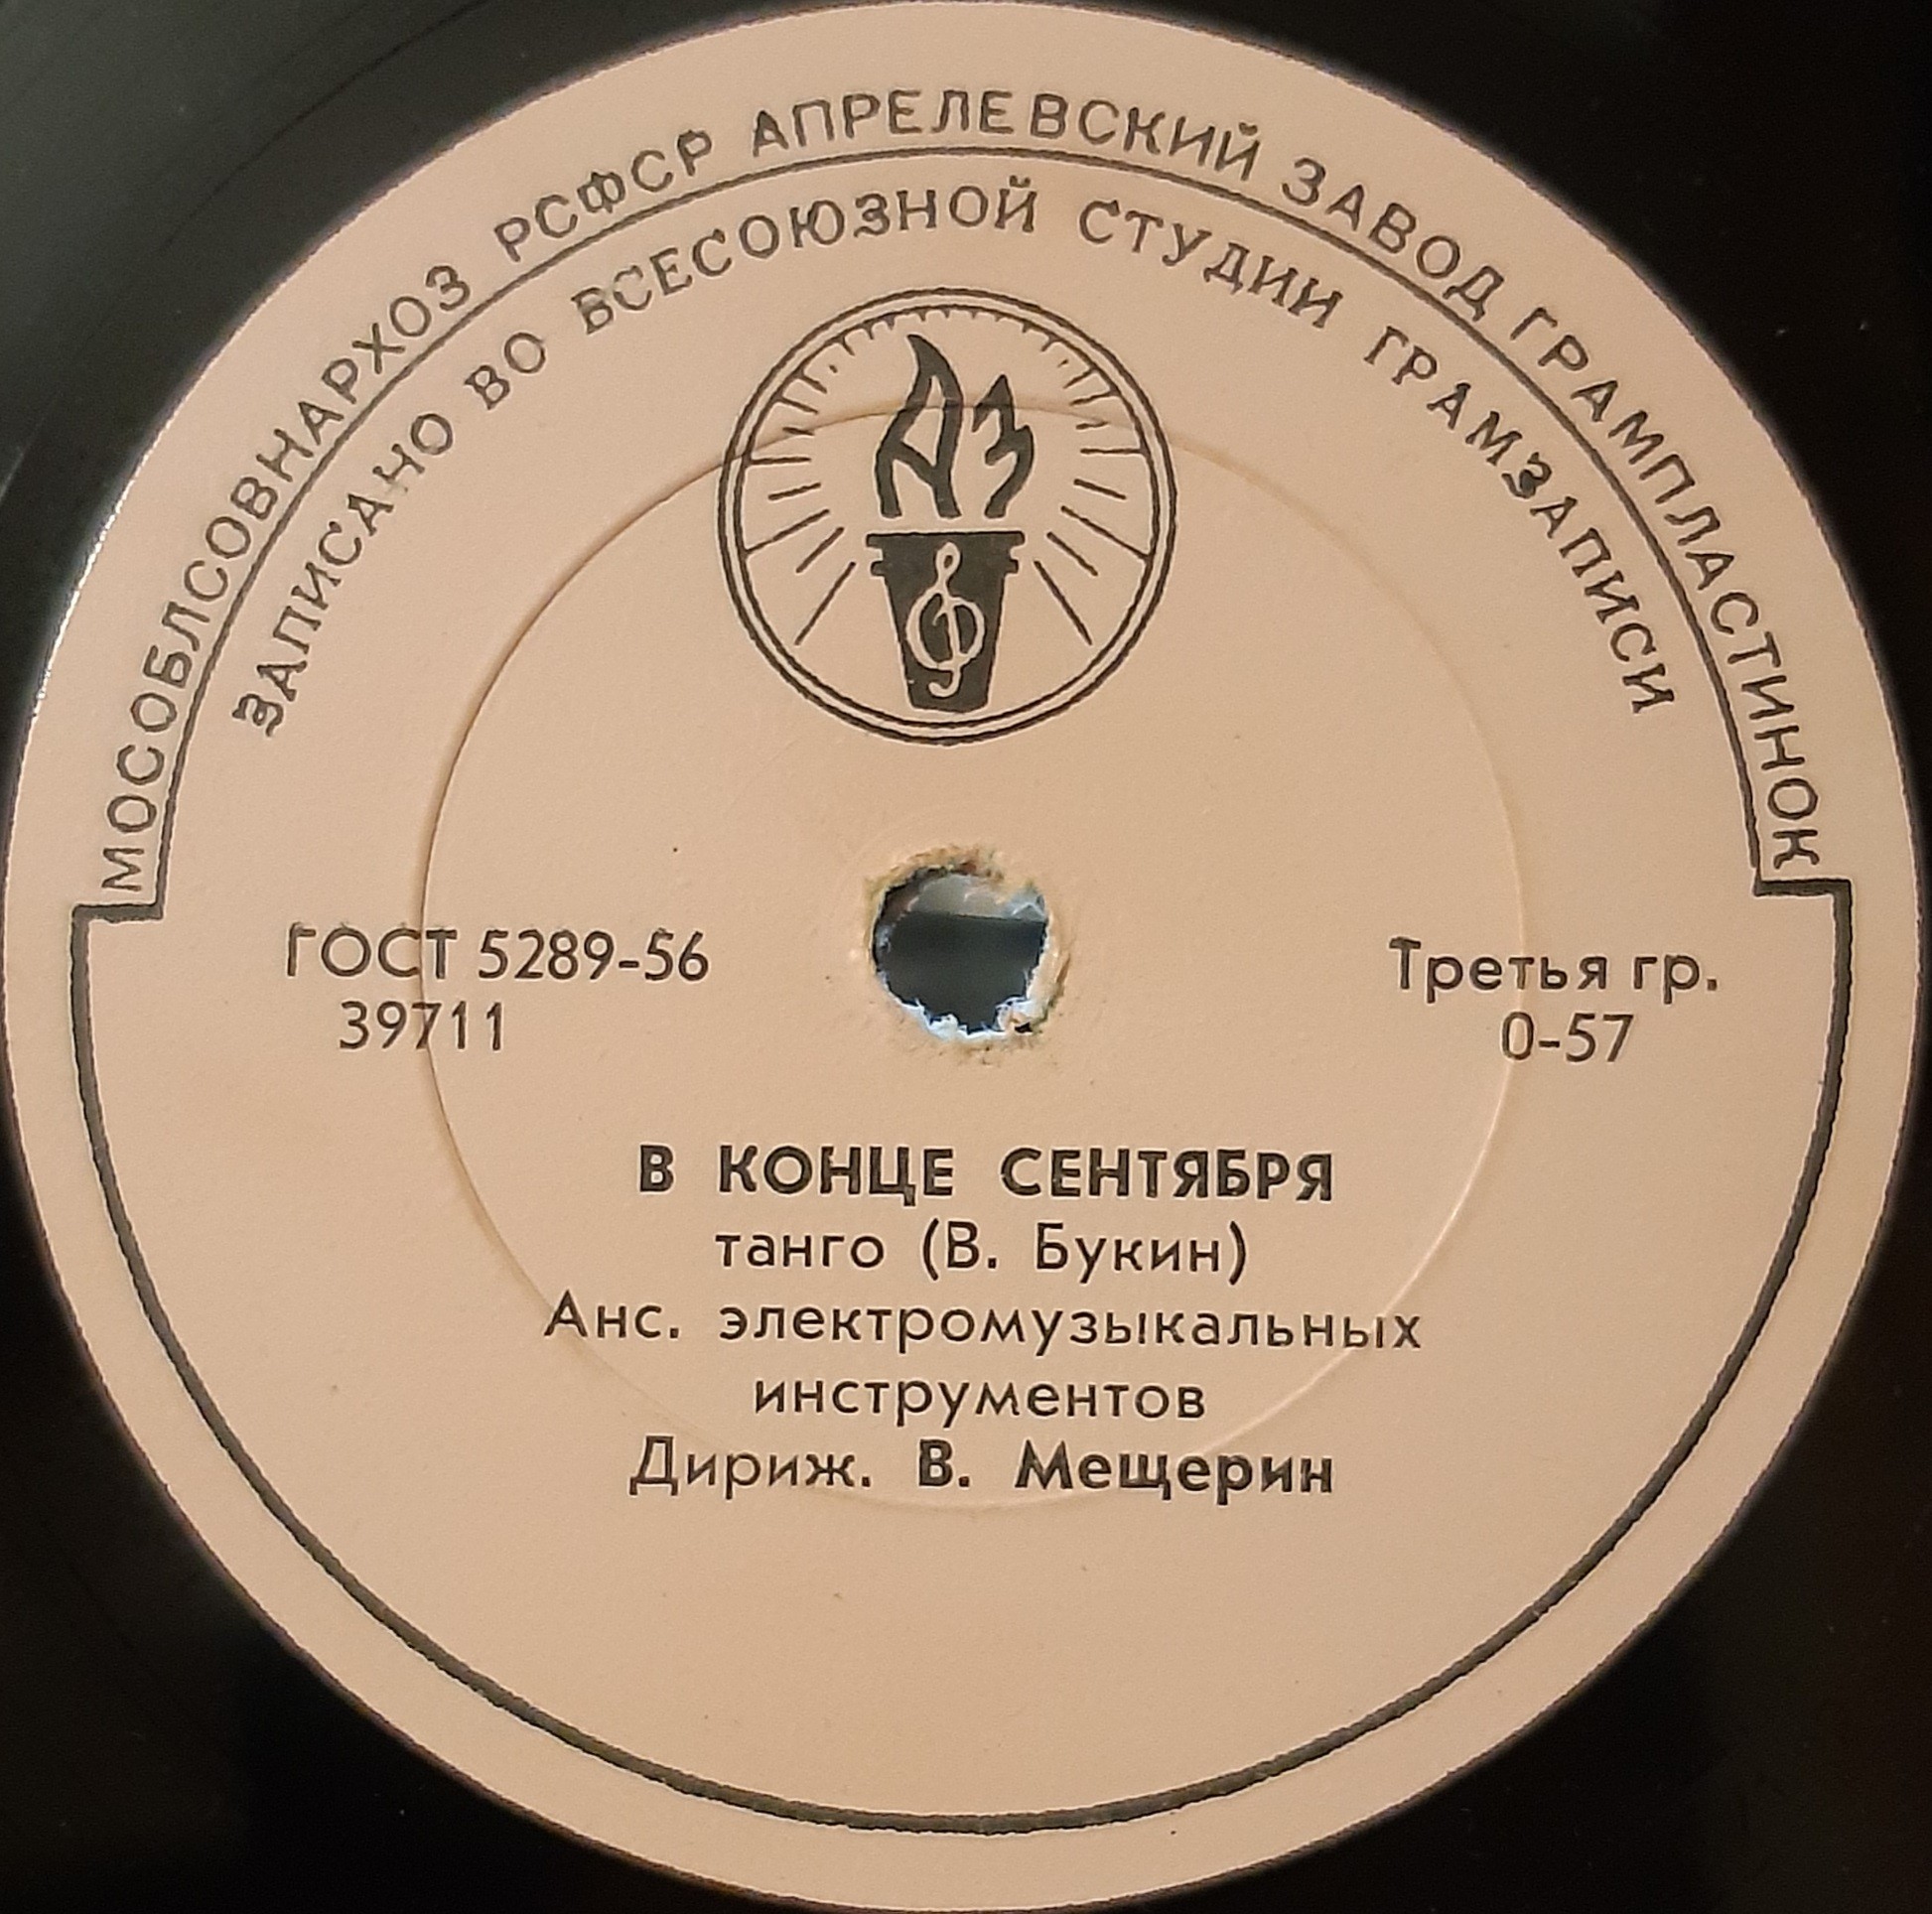 МОСОБЛСОВНАРХОЗ РСФСР АПРЕЛЕВСКИЙ ЗАВОД ГРАМПЛАСТИНОК
ЗАПИСАНО ВО ВСЕСОЮЗНОЙ СТУДИИ ГРАМЗАПИСИ
АЗ
ГОСТ 5289-56
39711
Третья гр.
0-57
В КОНЦЕ СЕНТЯБРЯ
танго (В. Букин)
Анс. электромузыкальных
инструментов
Дириж. В. Мещерин